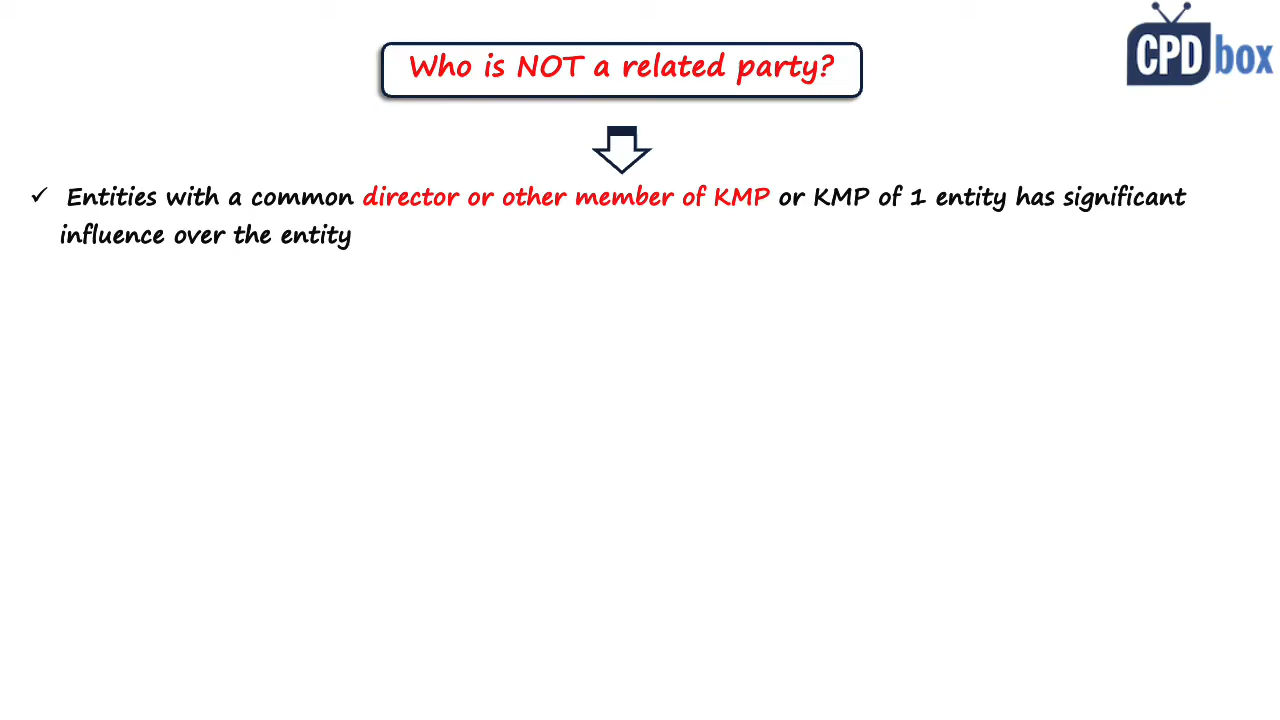 CPD box
Who is NOT a related party?
✓ Entities with a common director or other member of KMP or KMP of 1 entity has significant
influence over the entity